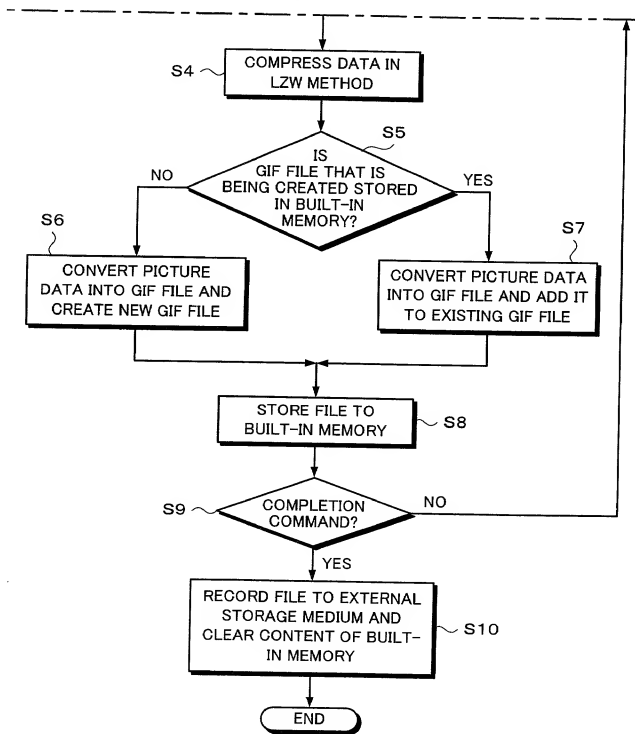 S4
COMPRESS DATA IN
LZW METHOD
S5
IS
GIF FILE THAT IS
BEING CREATED STORED
IN BUILT-IN
MEMORY?
NO
YES
S6
CONVERT PICTURE
DATA INTO GIF FILE AND
CREATE NEW GIF FILE
S7
CONVERT PICTURE DATA
INTO GIF FILE AND ADD IT
TO EXISTING GIF FILE
STORE FILE TO
BUILT-IN MEMORY
S8
S9
COMPLETION
COMMAND?
NO
YES
RECORD FILE TO EXTERNAL
STORAGE MEDIUM AND
CLEAR CONTENT OF BUILT-
IN MEMORY
S10
END